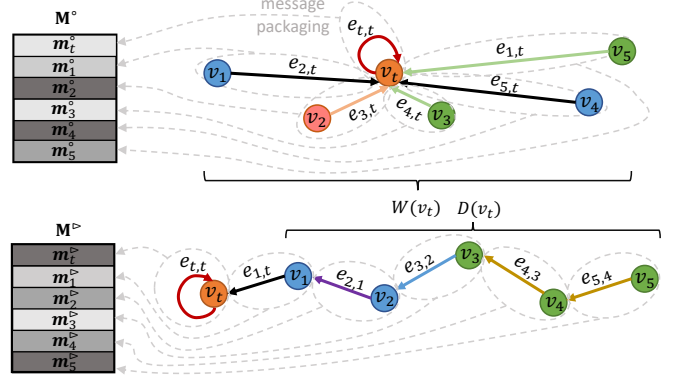 message
packaging
M°
m°ₜ
m°₁
m°₂
m°₃
m°₄
m°₅
eₜ,ₜ
e₁,ₜ
v₅
v₁
e₂,ₜ
vₜ
e₅,ₜ
v₄
v₂
e₃,ₜ
e₄,ₜ
v₃
W(vₜ) D(vₜ)
M▷
m▷ₜ
m▷₁
m▷₂
m▷₃
m▷₄
m▷₅
eₜ,ₜ
vₜ
e₁,ₜ
v₁
e₂,₁
v₂
e₃,₂
v₃
e₄,₃
v₄
e₅,₄
v₅